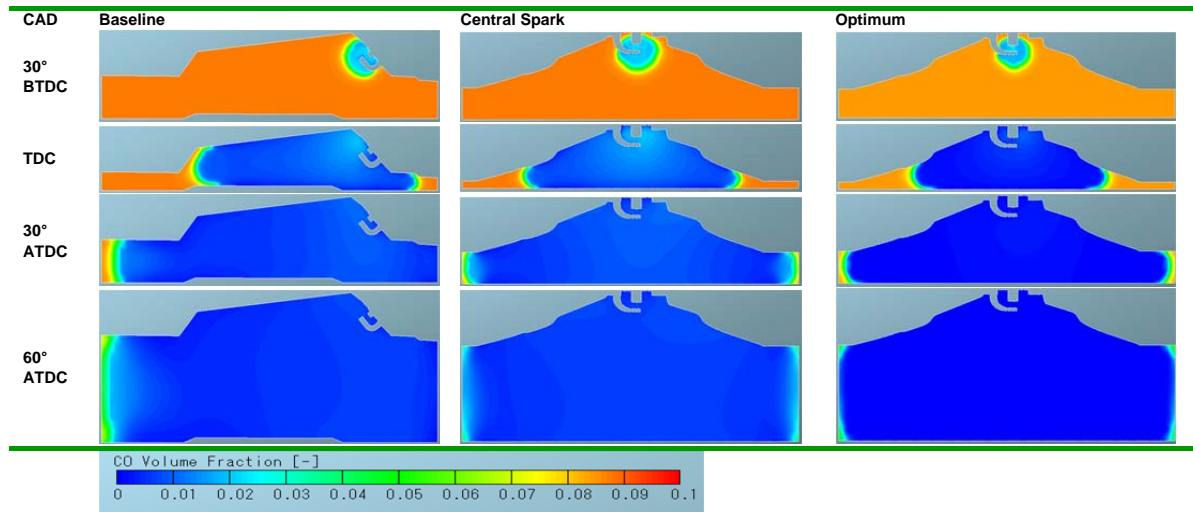 CAD Baseline Central Spark Optimum
30°
BTDC
TDC
30°
ATDC
60°
ATDC
CO Volume Fraction [-]
0 0.01 0.02 0.03 0.04 0.05 0.06 0.07 0.08 0.09 0.1